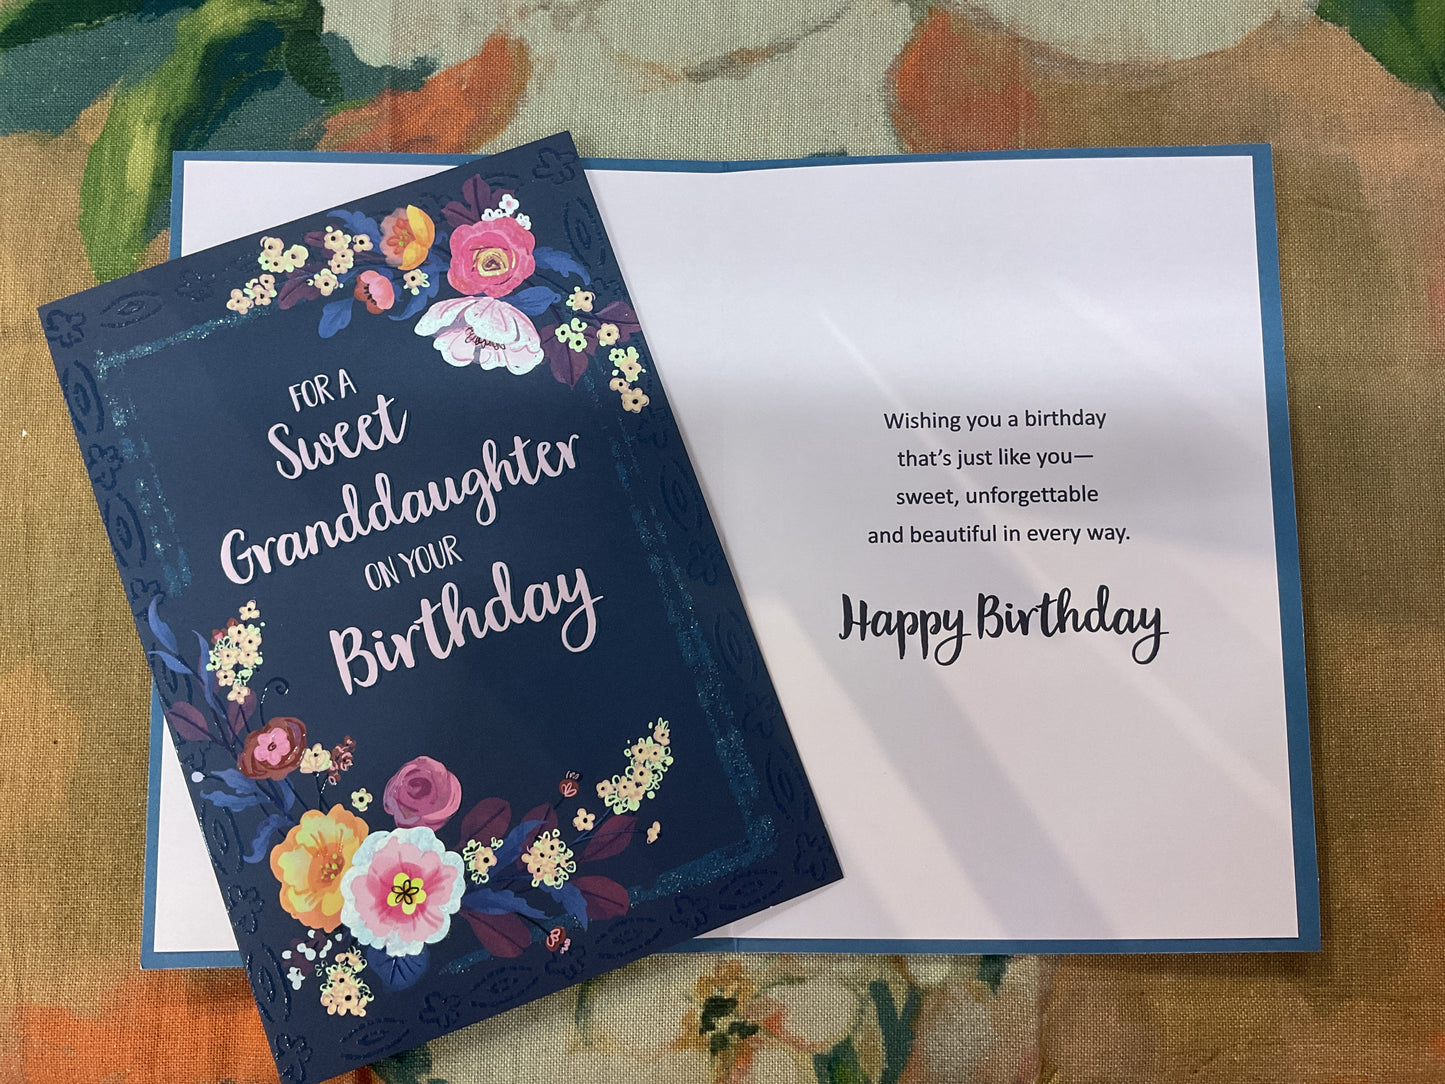 FOR A
Sweet
Granddaughter
ON YOUR
Birthday
Wishing you a birthday
that's just like you—
sweet, unforgettable
and beautiful in every way.
Happy Birthday